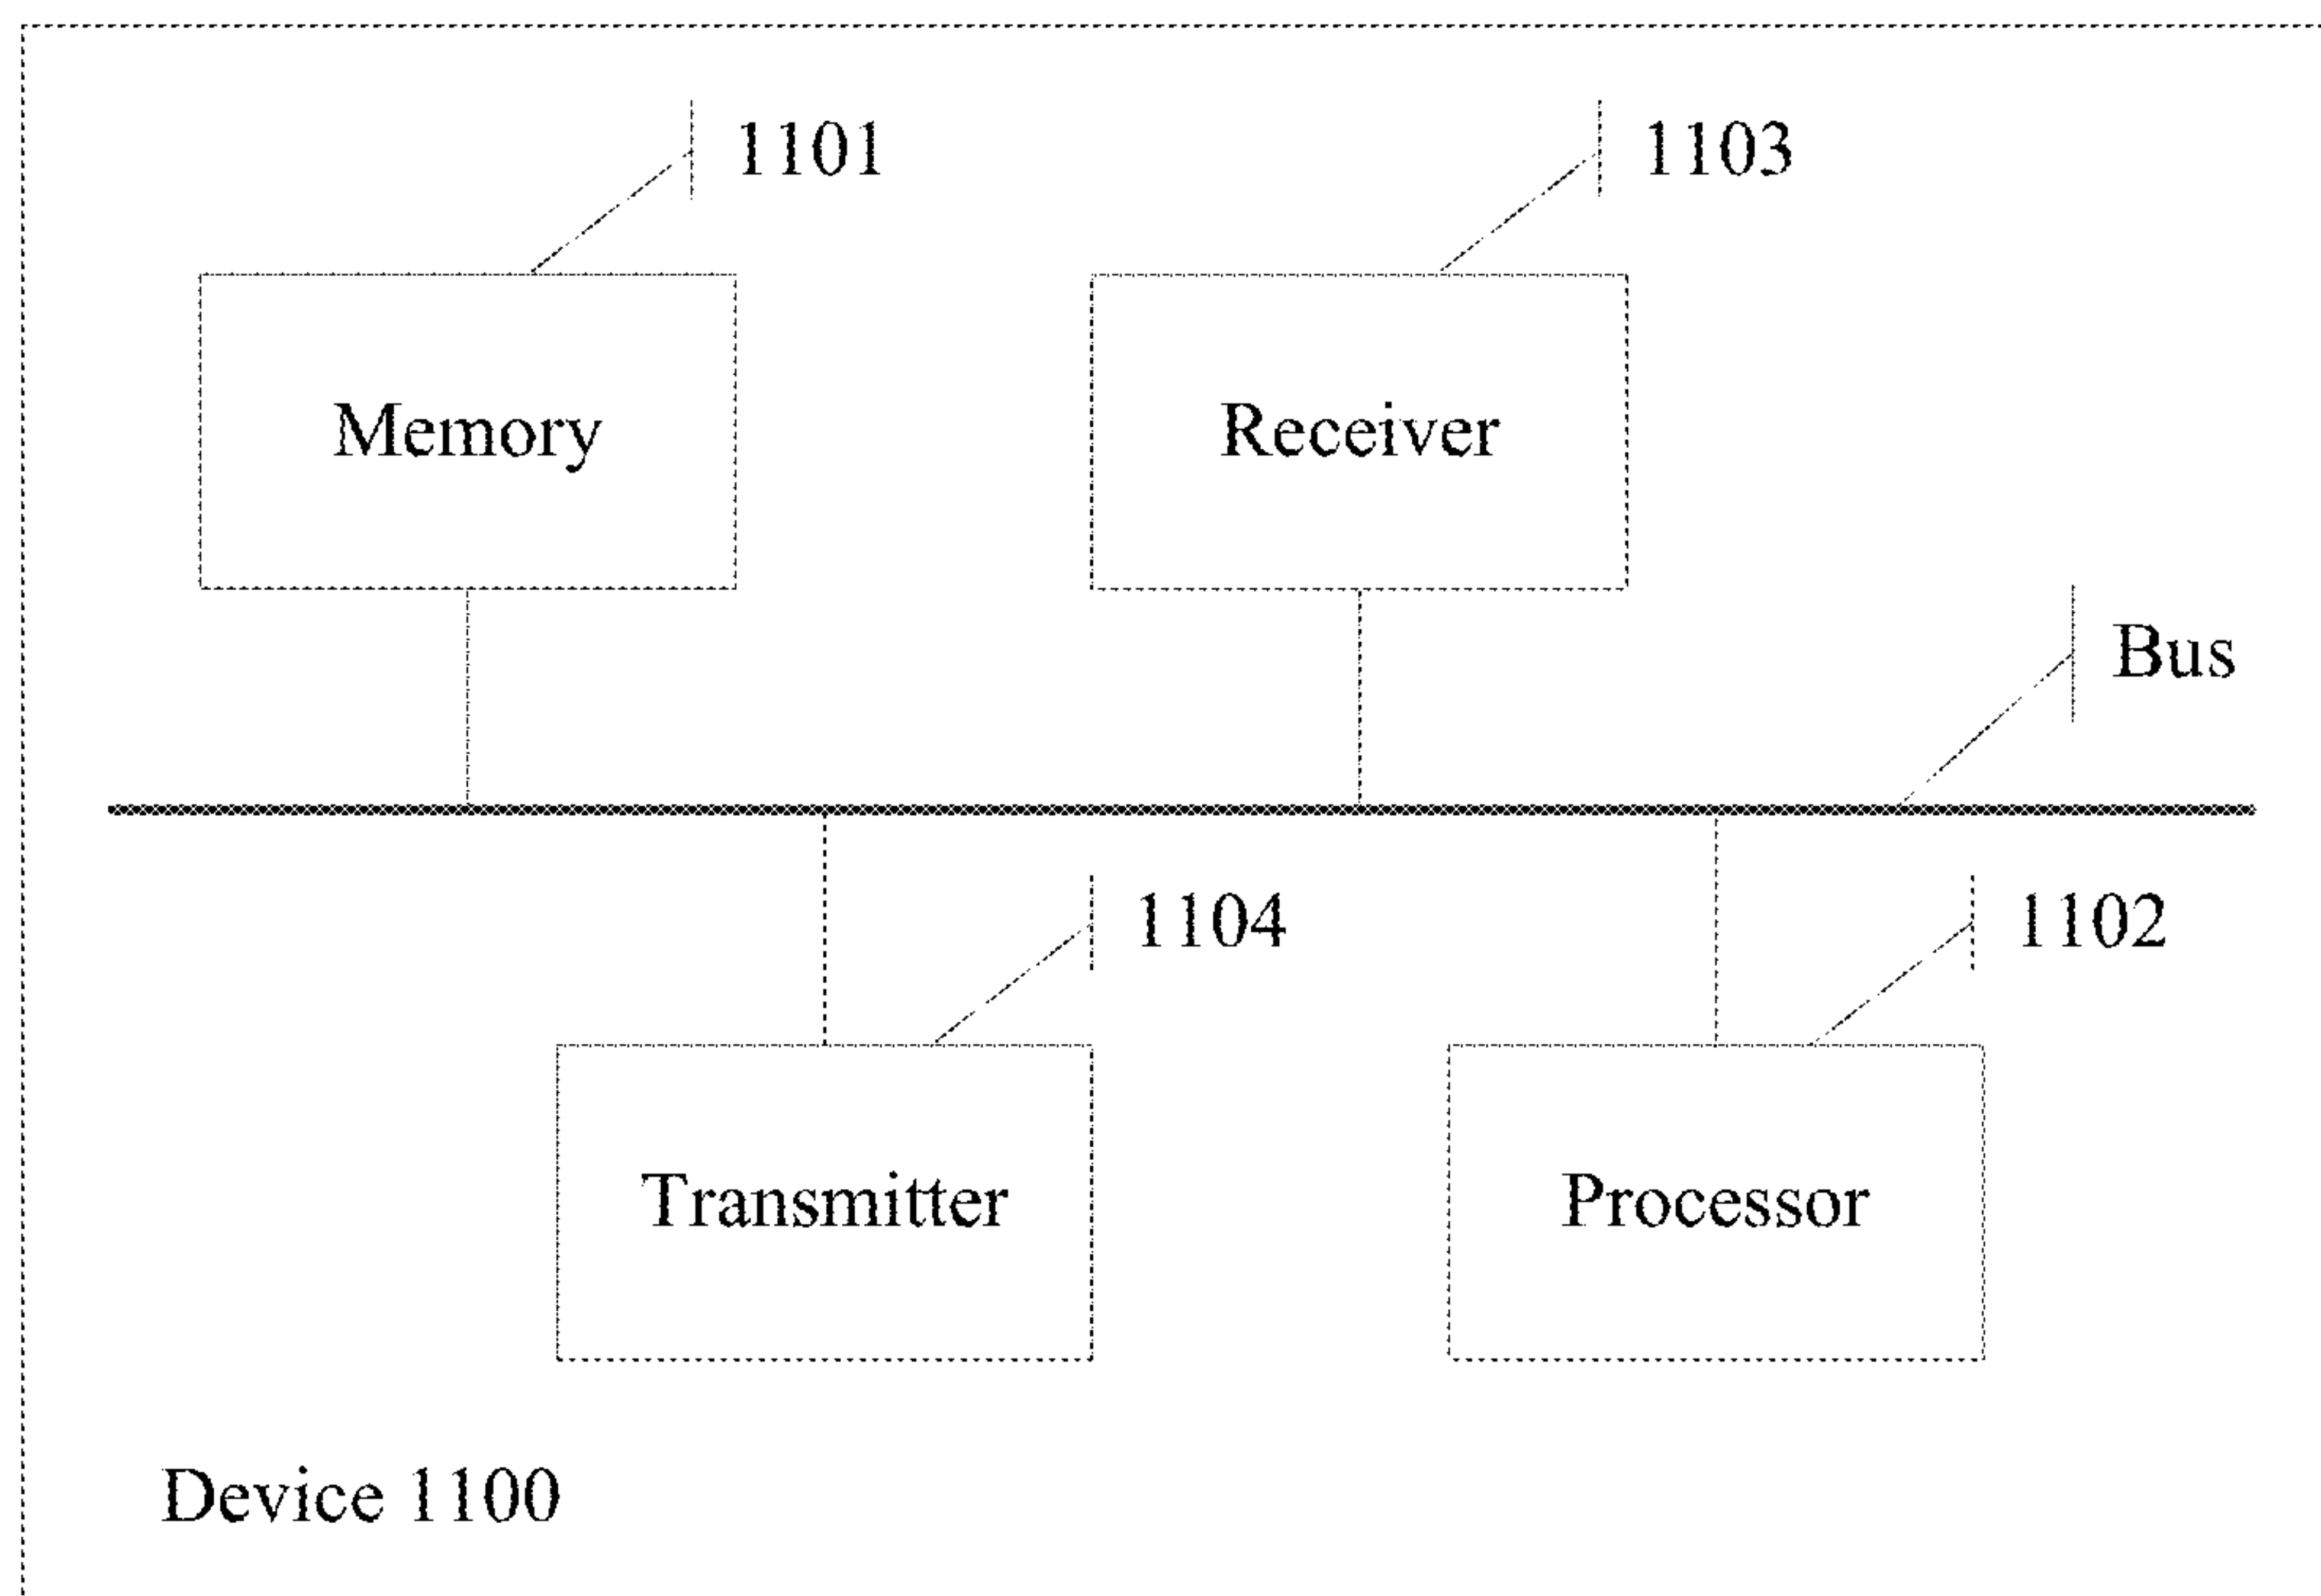 1101
1103
Memory
Receiver
Bus
1104
1102
Transmitter
Processor
Device 1100